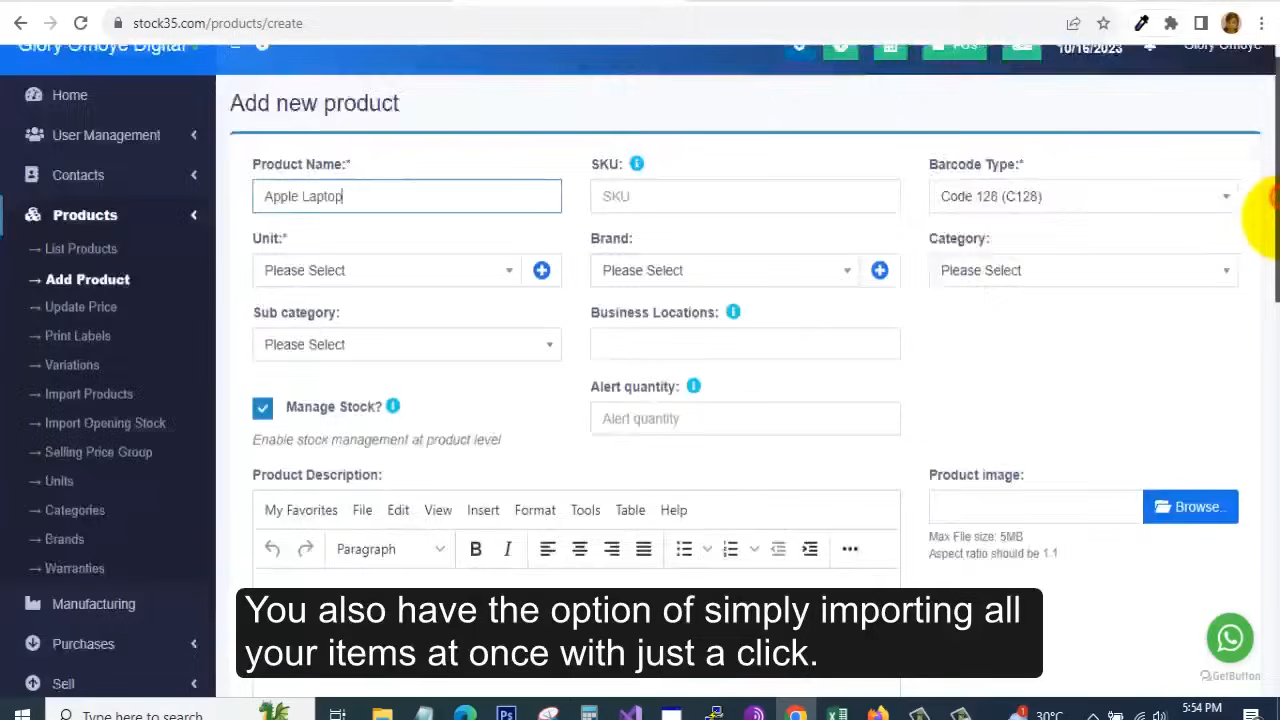 stock35.com/products/create
Glory Omoye Digital
10/16/2023
Glory Omoye
Home
User Management
Contacts
Products
→ List Products
→ Add Product
→ Update Price
→ Print Labels
→ Variations
→ Import Products
→ Import Opening Stock
→ Selling Price Group
→ Units
→ Categories
→ Brands
→ Warranties
Manufacturing
Purchases
Sell
Add new product
Product Name:* SKU: Barcode Type:*
Apple Laptop SKU Code 128 (C128)
Unit:* Brand: Category:
Please Select Please Select Please Select
Sub category: Business Locations:
Please Select
Alert quantity:
Manage Stock? Alert quantity
Enable stock management at product level
Product Description: Product image:
My Favorites File Edit View Insert Format Tools Table Help
Browse..
Paragraph B I
Max File size: 5MB
Aspect ratio should be 1:1
You also have the option of simply importing all
your items at once with just a click.
GetButton
Type here to search
Ps
30°C
5:54 PM